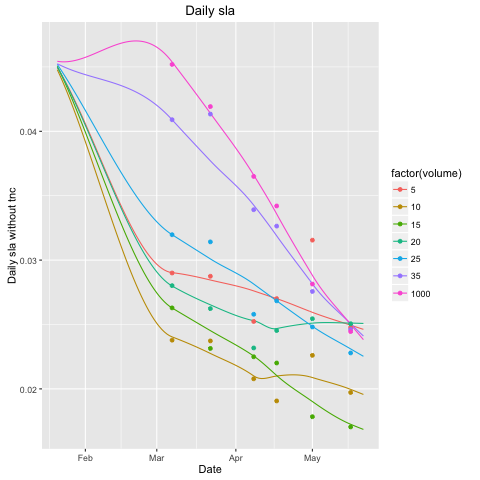 Daily sla
Daily sla without tnc
0.04
0.03
0.02
Feb Mar Apr May
Date
factor(volume)
5
10
15
20
25
35
1000